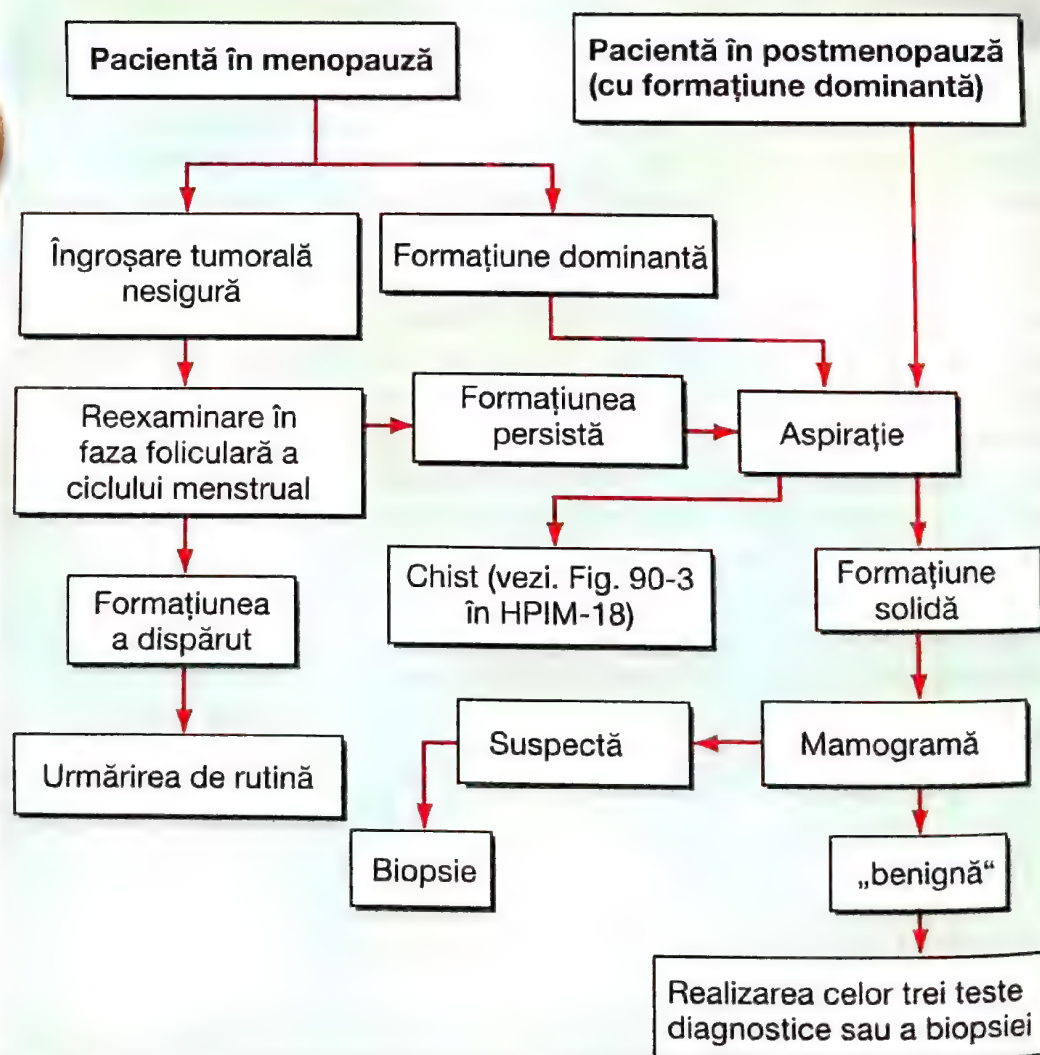 Pacientă în menopauză
Pacientă în postmenopauză
(cu formațiune dominantă)
Îngroșare tumorală
nesigură
Formațiune dominantă
Reexaminare în
faza foliculară a
ciclului menstrual
Formațiunea
persistă
Aspirație
Formațiunea
a dispărut
Chist (vezi. Fig. 90-3
în HPIM-18)
Formațiune
solidă
Urmărirea de rutină
Suspectă
Mamogramă
Biopsie
„benignă“
Realizarea celor trei teste
diagnostice sau a biopsiei